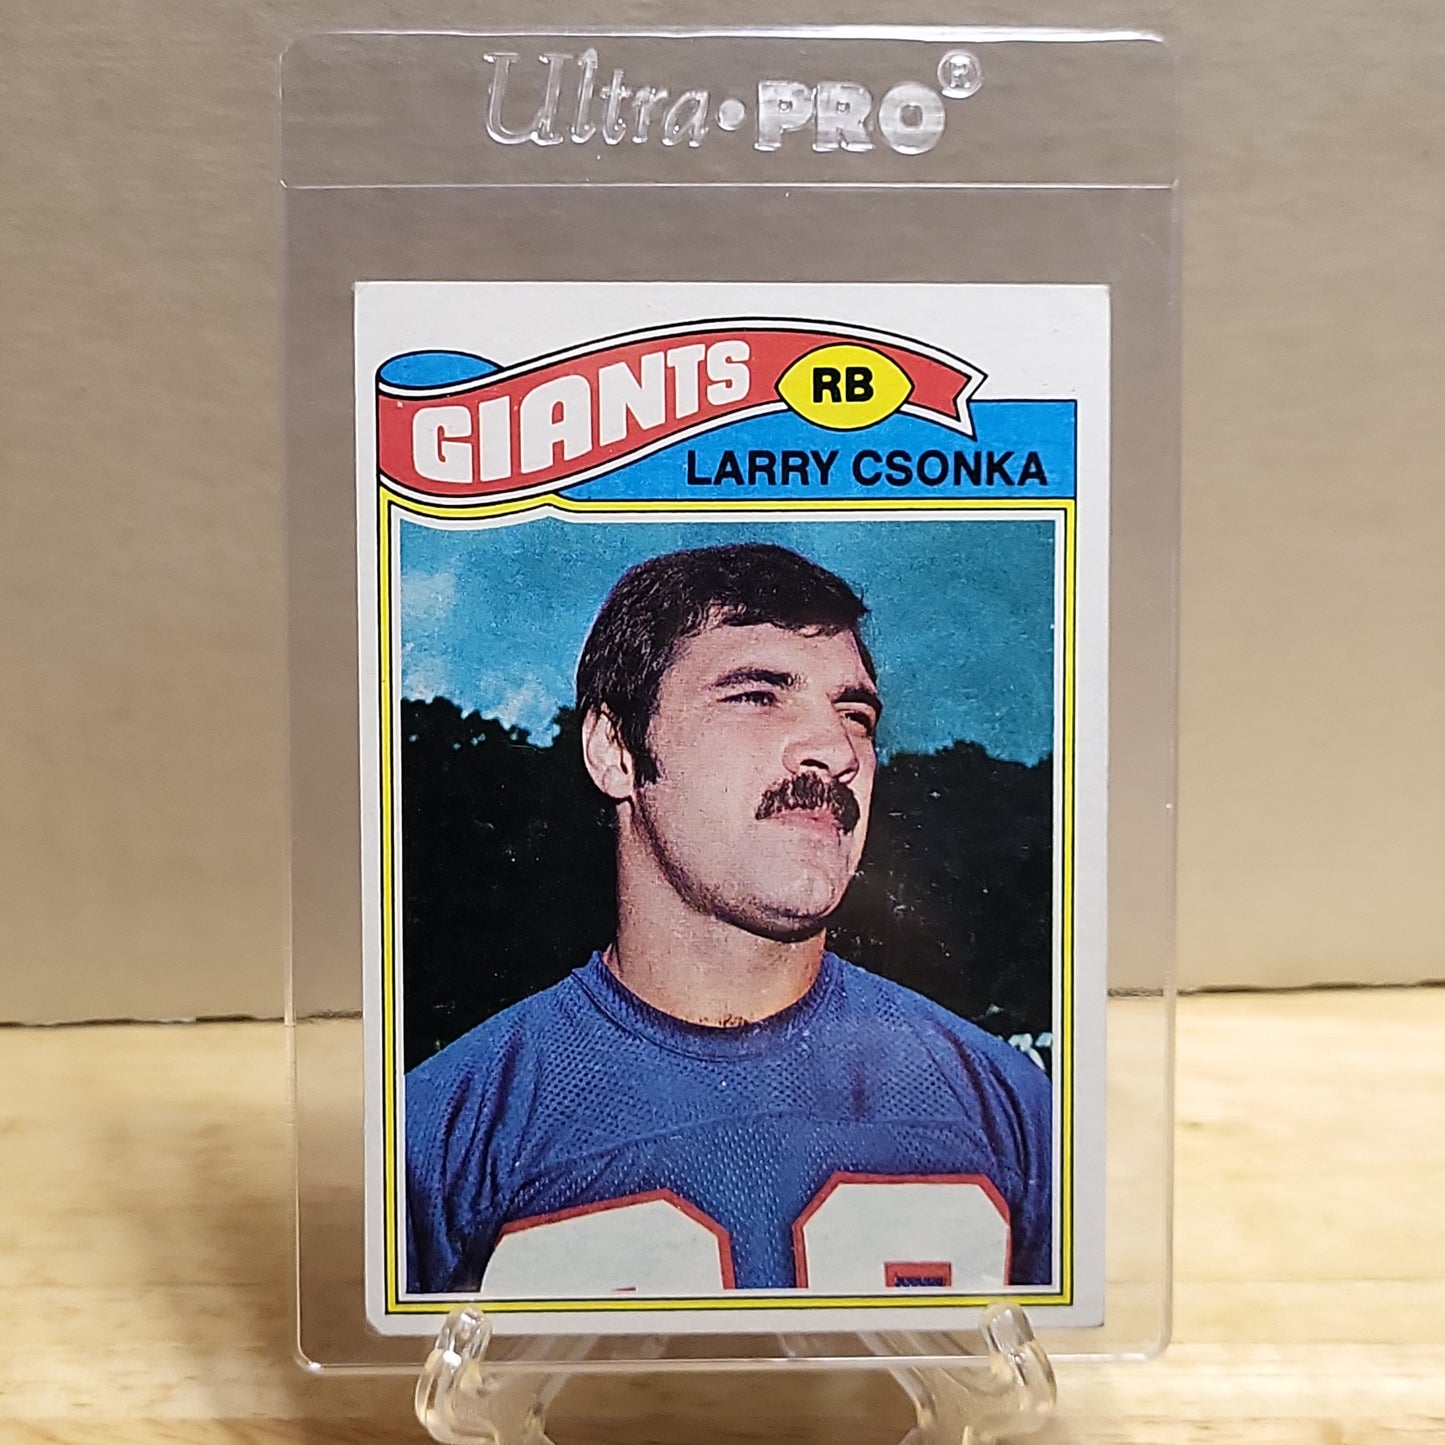 Ultra•PRO®
GIANTS RB
LARRY CSONKA